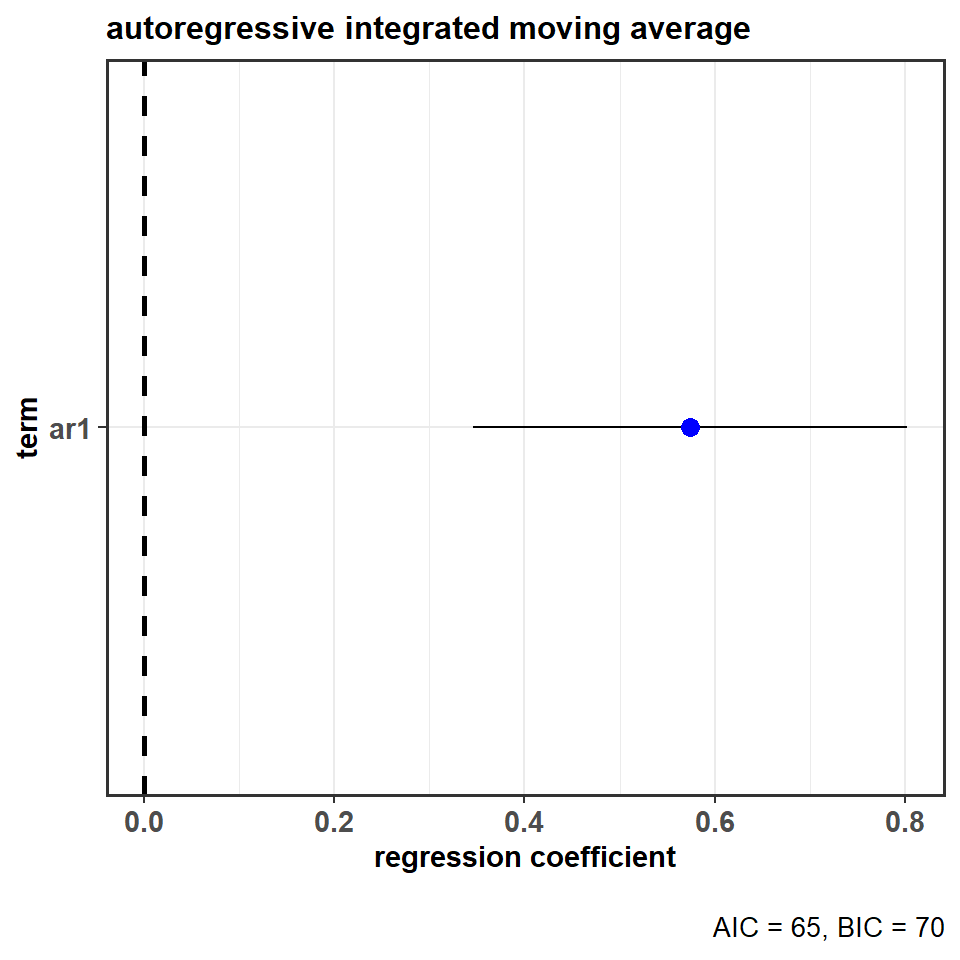 autoregressive integrated moving average
term
ar1
0.0 0.2 0.4 0.6 0.8
regression coefficient
AIC = 65, BIC = 70